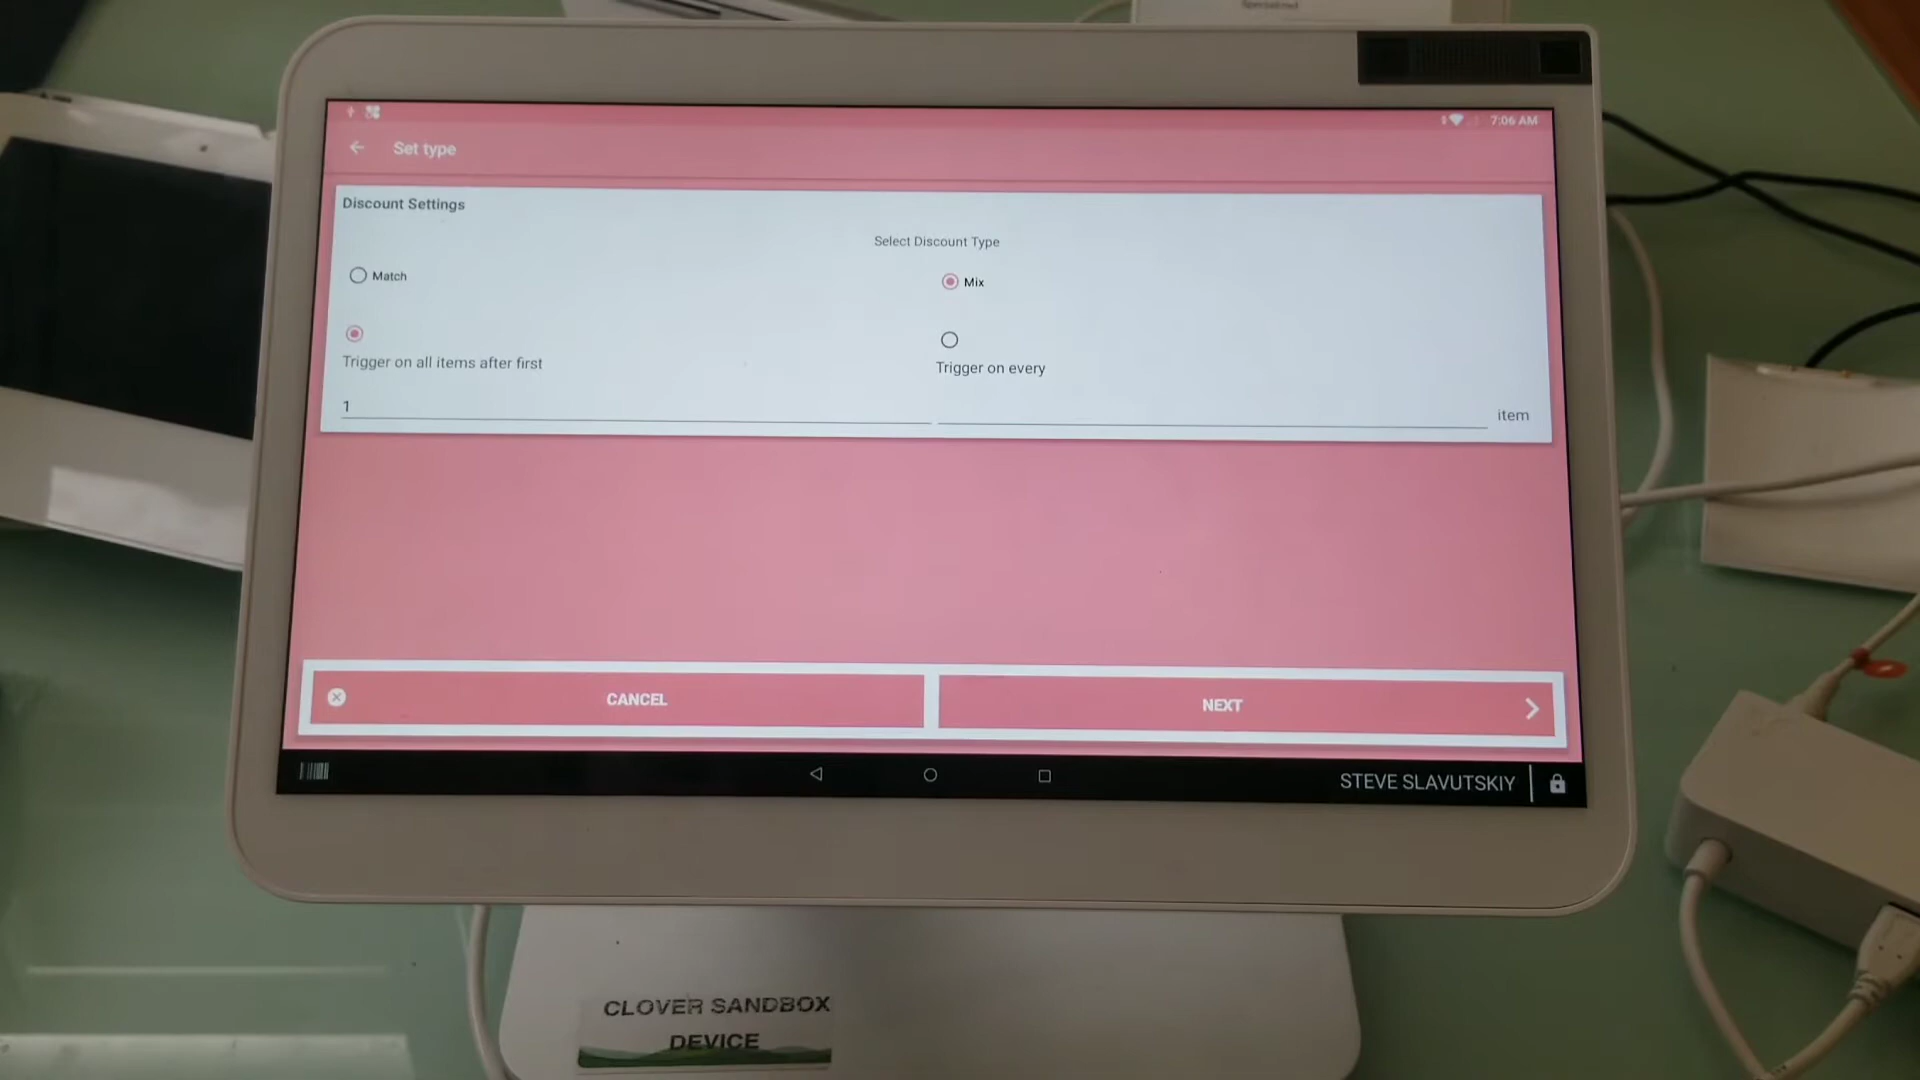 Specialized
7:06 AM
Set type
Discount Settings
Select Discount Type
Match
Mix
Trigger on all items after first
Trigger on every
1
item
CANCEL
NEXT
STEVE SLAVUTSKIY
CLOVER SANDBOX
DEVICE